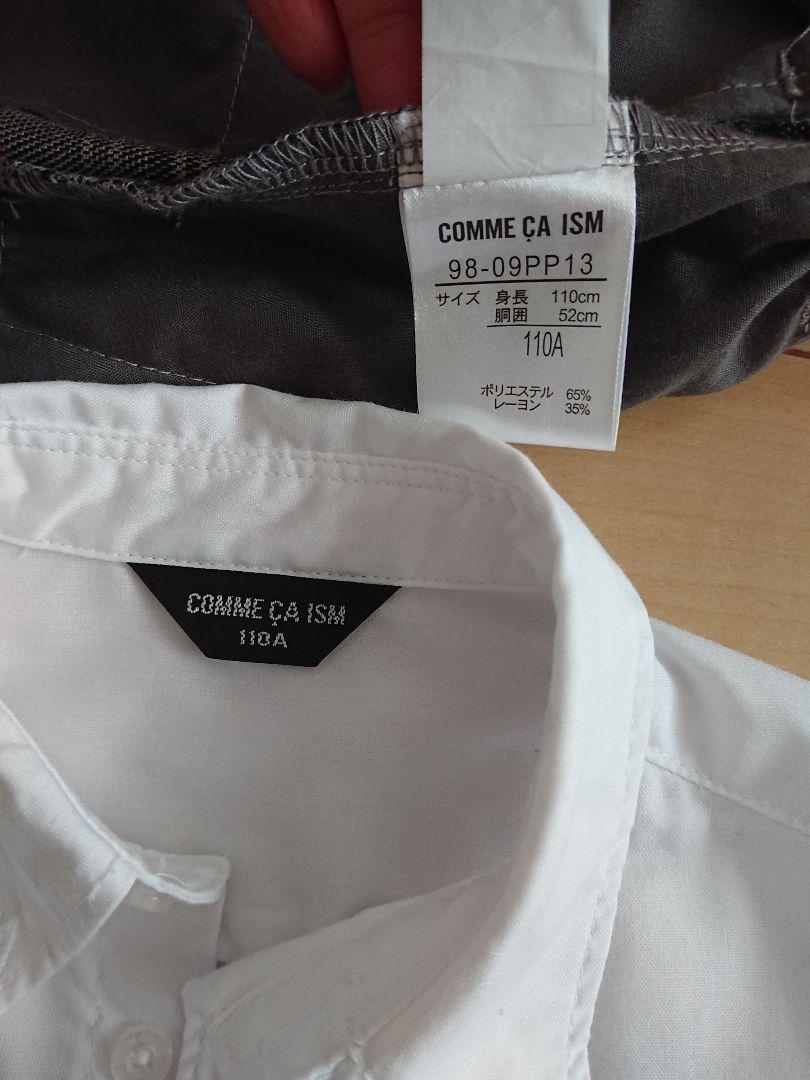 COMME ÇA ISM
98-09PP13
サイズ 身長 110cm
胴囲 52cm
110A
ポリエステル 65%
レーヨン 35%
COMME ÇA ISM
110A